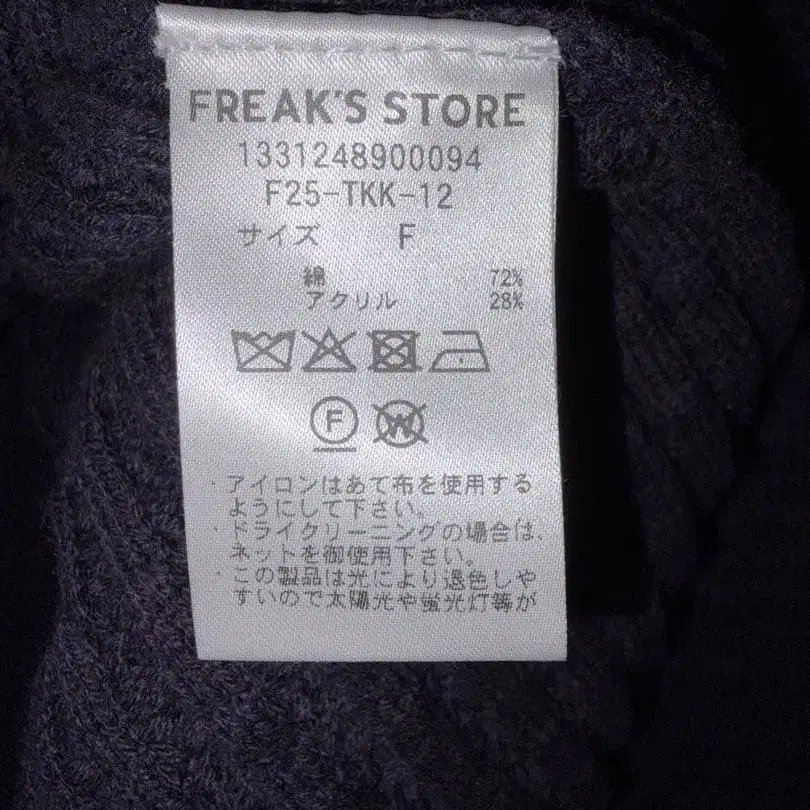 FREAK'S STORE
1331248900094
F25-TKK-12
サイズ F
綿 72%
アクリル 28%
F W
・アイロンはあて布を使用する
ようにして下さい。
・ドライクリーニングの場合は、
ネットを御使用下さい。
・この製品は光により退色しや
すいので太陽光や蛍光灯等が